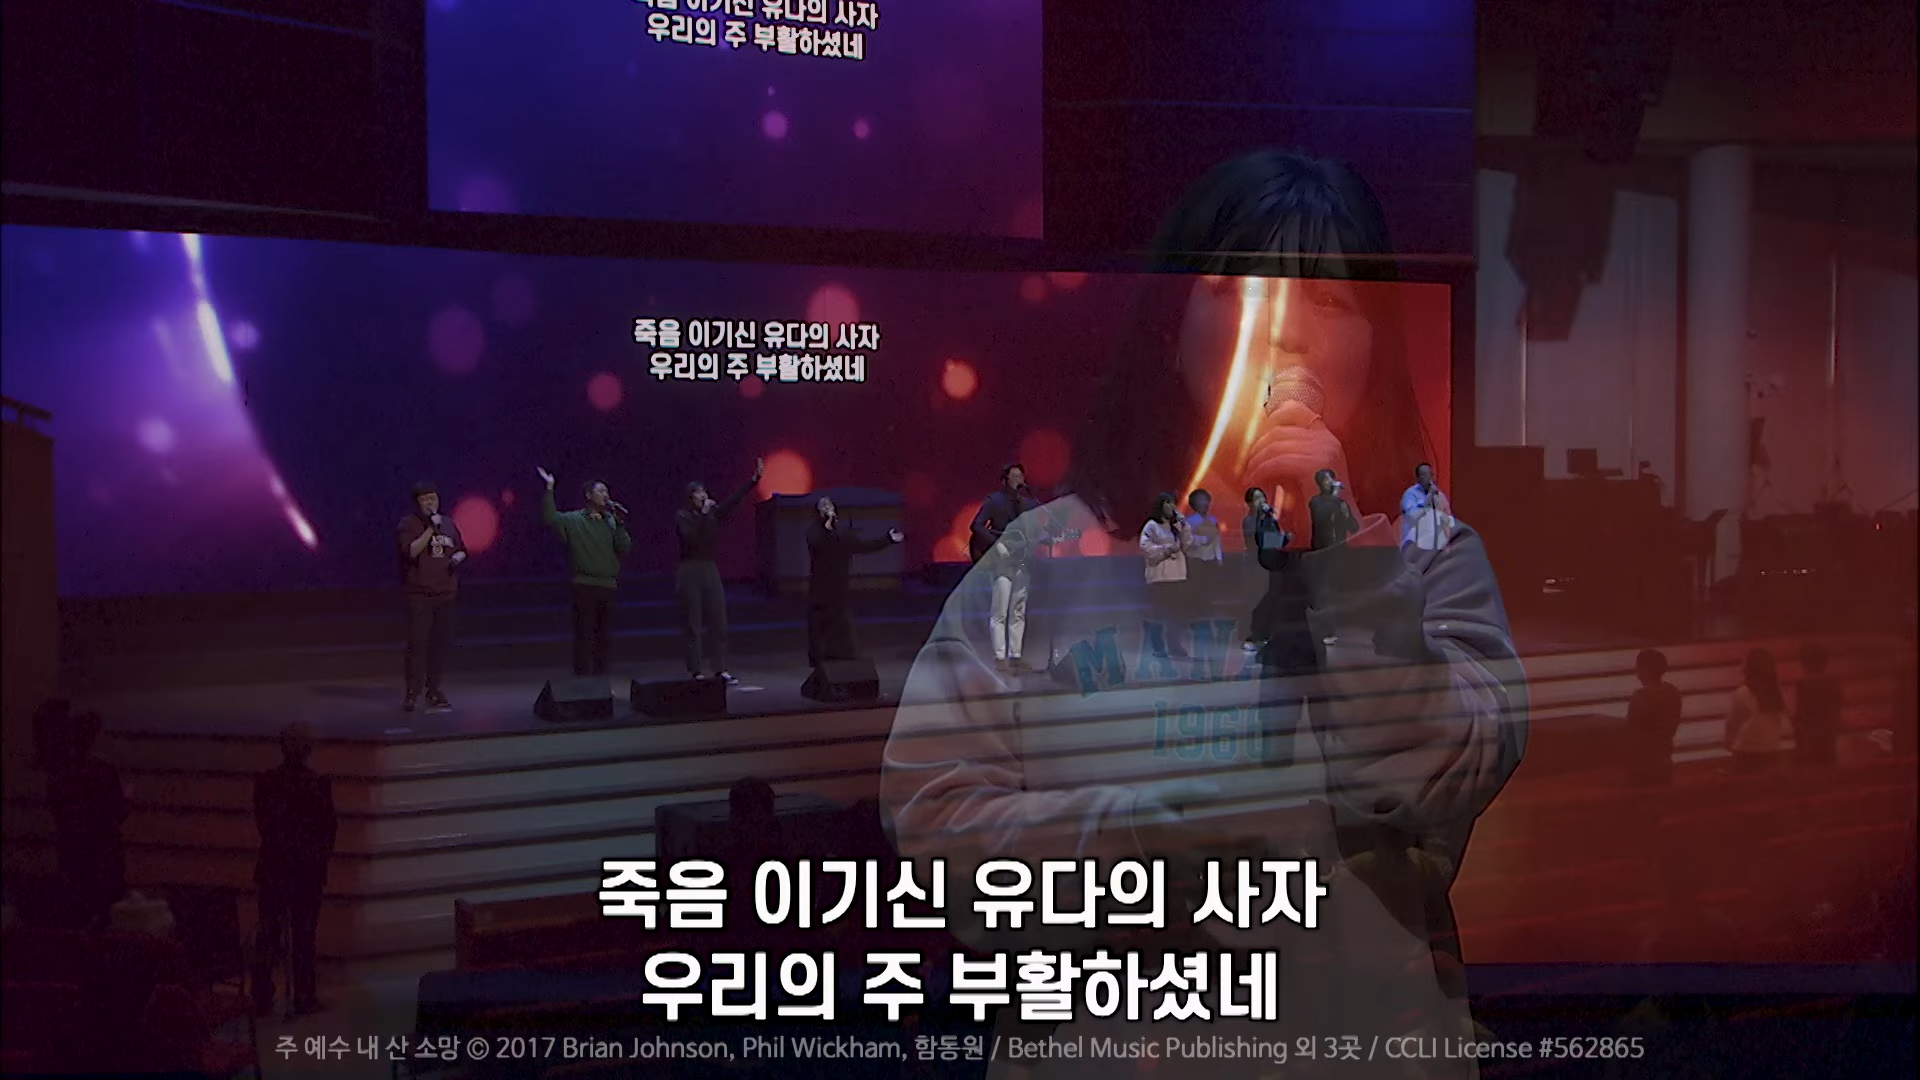 죽음 이기신 유다의 사자
우리의 주 부활하셨네
죽음 이기신 유다의 사자
우리의 주 부활하셨네
MANA
1960
죽음 이기신 유다의 사자
우리의 주 부활하셨네
주 예수 내 산 소망 © 2017 Brian Johnson, Phil Wickham, 함동원 / Bethel Music Publishing 외 3곳 / CCLI License #562865